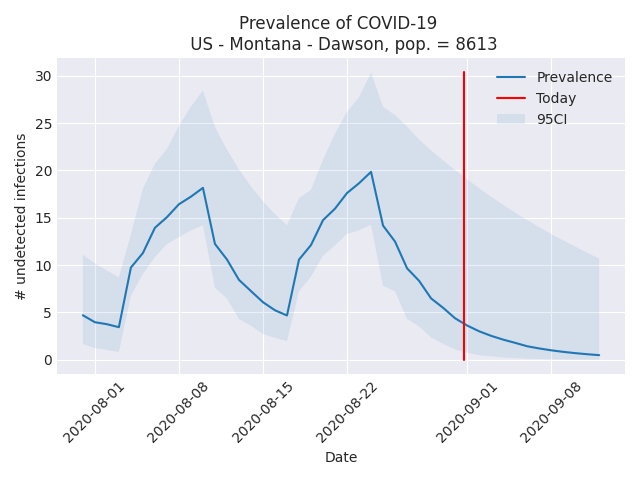 Prevalence of COVID-19
US - Montana - Dawson, pop. = 8613
Prevalence
Today
95CI
30
25
20
15
10
5
0
# undetected infections
2020-08-01
2020-08-08
2020-08-15
2020-08-22
2020-09-01
2020-09-08
Date